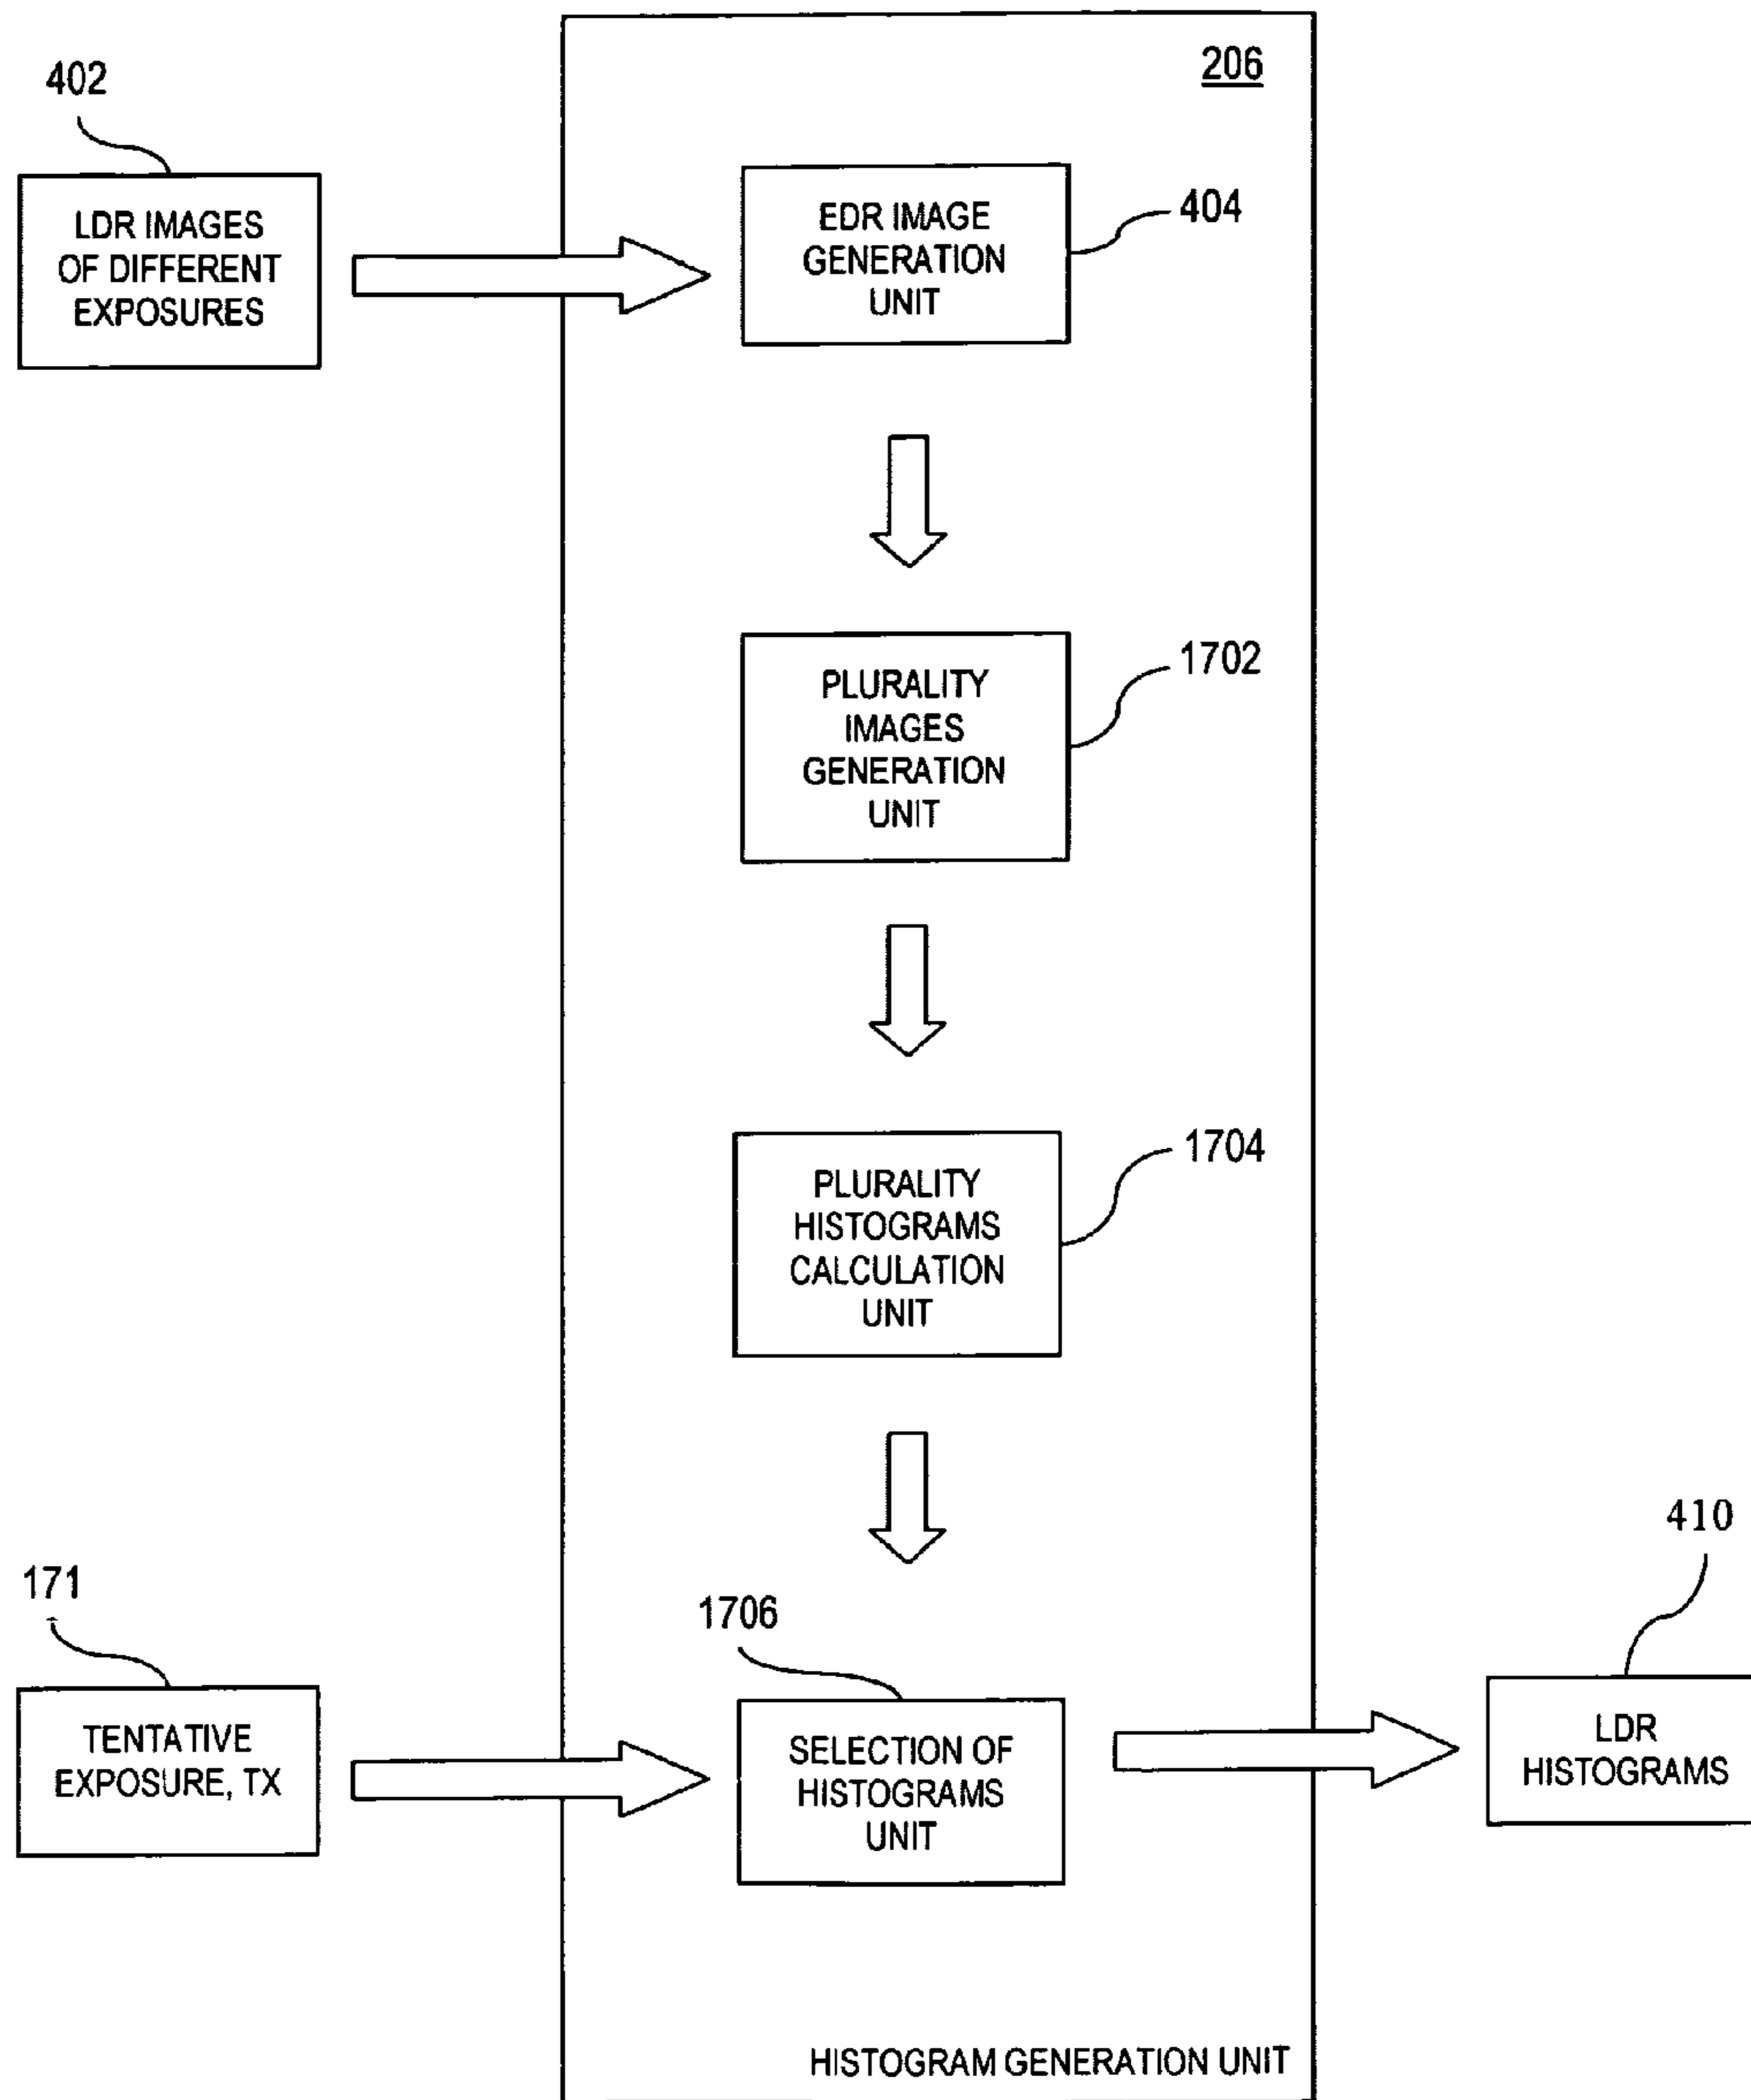 206
402
LDR IMAGES
OF DIFFERENT
EXPOSURES
EDR IMAGE
GENERATION
UNIT
404
PLURALITY
IMAGES
GENERATION
UNIT
1702
PLURALITY
HISTOGRAMS
CALCULATION
UNIT
1704
171
TENTATIVE
EXPOSURE, TX
1706
SELECTION OF
HISTOGRAMS
UNIT
410
LDR
HISTOGRAMS
HISTOGRAM GENERATION UNIT